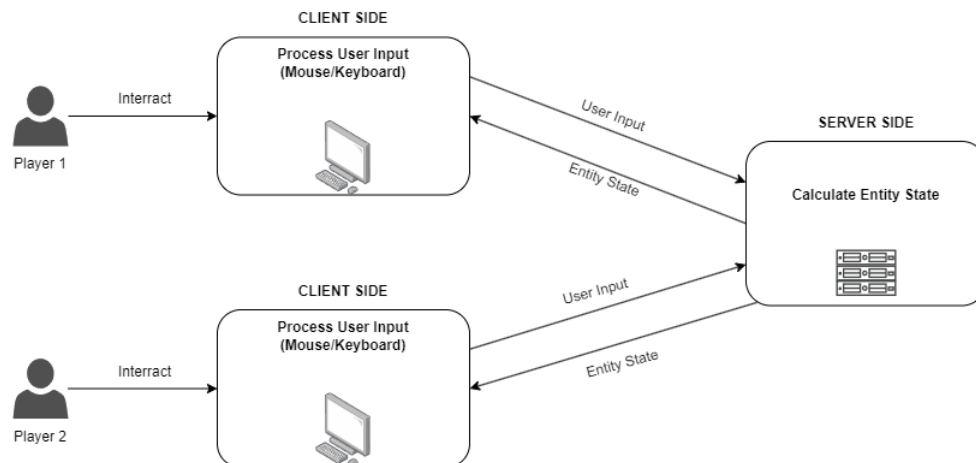 CLIENT SIDE
Process User Input
(Mouse/Keyboard)
Interract
Player 1
User Input
Entity State
SERVER SIDE
Calculate Entity State
CLIENT SIDE
Process User Input
(Mouse/Keyboard)
Interract
Player 2
User Input
Entity State